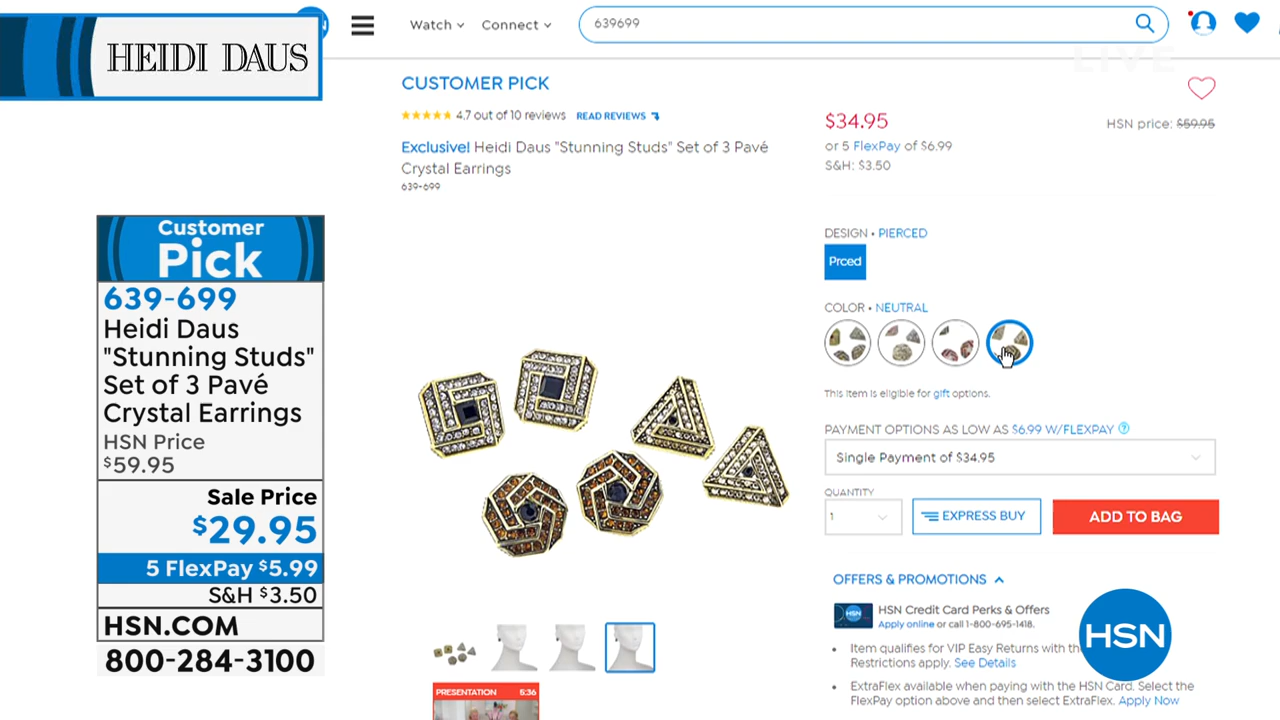 HEIDI DAUS
Watch
Connect
639699
LIVE
CUSTOMER PICK
4.7 out of 10 reviews READ REVIEWS
Exclusive! Heidi Daus "Stunning Studs" Set of 3 Pavé
Crystal Earrings
639-699
$34.95
HSN price: $59.95
or 5 FlexPay of $6.99
S&H: $3.50
DESIGN • PIERCED
Prced
COLOR • NEUTRAL
This item is eligible for gift options.
PAYMENT OPTIONS AS LOW AS $6.99 W/FLEXPAY ?
Single Payment of $34.95
QUANTITY
1
EXPRESS BUY
ADD TO BAG
OFFERS & PROMOTIONS
HSN
HSN Credit Card Perks & Offers
Apply online or call 1-800-695-1418.
• Item qualifies for VIP Easy Returns with th
Restrictions apply. See Details
• ExtraFlex available when paying with the HSN Card. Select the
FlexPay option above and then select ExtraFlex. Apply Now
HSN
PRESENTATION 5:36
Customer
Pick
639-699
Heidi Daus
"Stunning Studs"
Set of 3 Pavé
Crystal Earrings
HSN Price
$59.95
Sale Price
$29.95
5 FlexPay $5.99
S&H $3.50
HSN.COM
800-284-3100